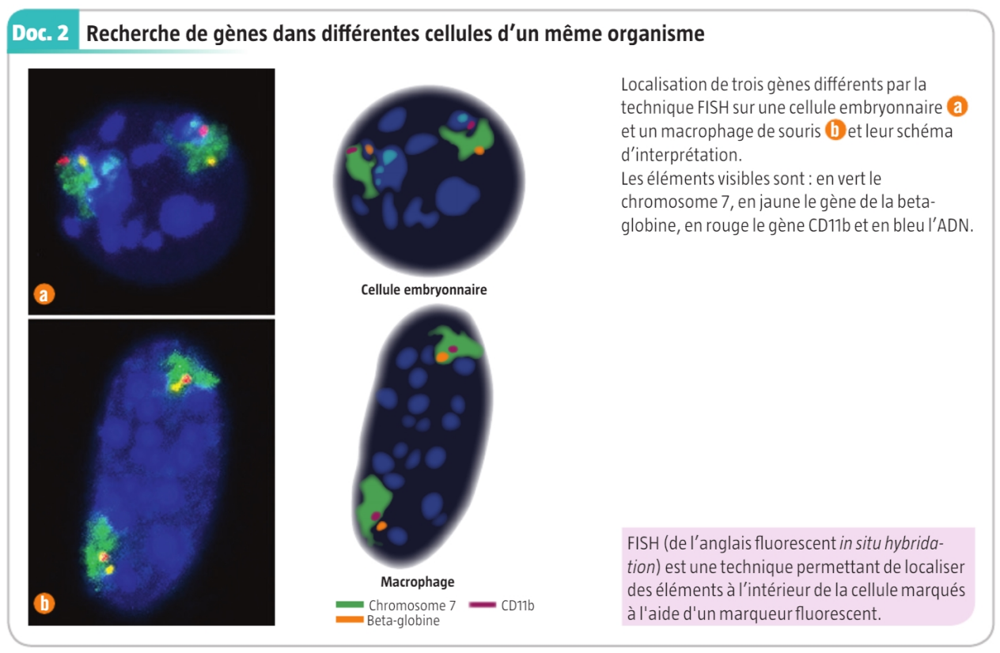 Doc. 2 Recherche de gènes dans différentes cellules d'un même organisme
a
b
Cellule embryonnaire
Macrophage
Chromosome 7
CD11b
Beta-globine
Localisation de trois gènes différents par la
technique FISH sur une cellule embryonnaire a
et un macrophage de souris b et leur schéma
d'interprétation.
Les éléments visibles sont : en vert le
chromosome 7, en jaune le gène de la beta-
globine, en rouge le gène CD11b et en bleu l'ADN.
FISH (de l'anglais fluorescent in situ hybrida-
tion) est une technique permettant de localiser
des éléments à l'intérieur de la cellule marqués
à l'aide d'un marqueur fluorescent.